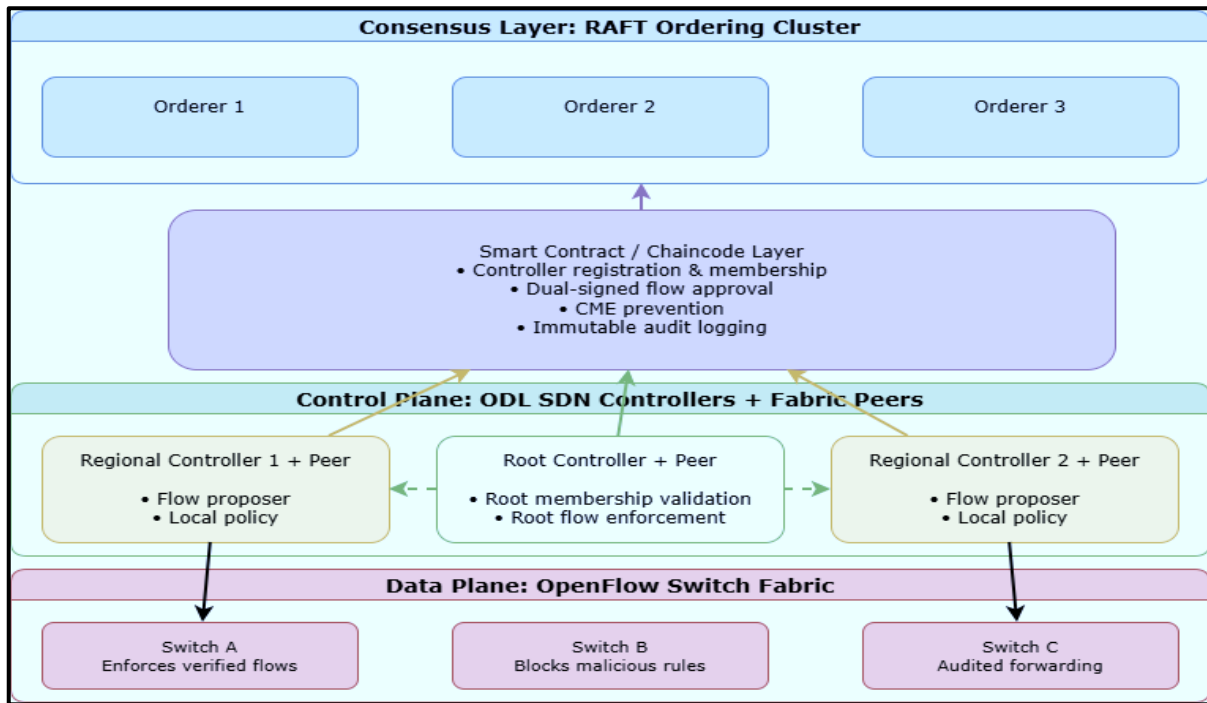 Consensus Layer: RAFT Ordering Cluster
Orderer 1
Orderer 2
Orderer 3
Smart Contract / Chaincode Layer
• Controller registration & membership
• Dual-signed flow approval
• CME prevention
• Immutable audit logging
Control Plane: ODL SDN Controllers + Fabric Peers
Regional Controller 1 + Peer
• Flow proposer
• Local policy
Root Controller + Peer
• Root membership validation
• Root flow enforcement
Regional Controller 2 + Peer
• Flow proposer
• Local policy
Data Plane: OpenFlow Switch Fabric
Switch A
Enforces verified flows
Switch B
Blocks malicious rules
Switch C
Audited forwarding